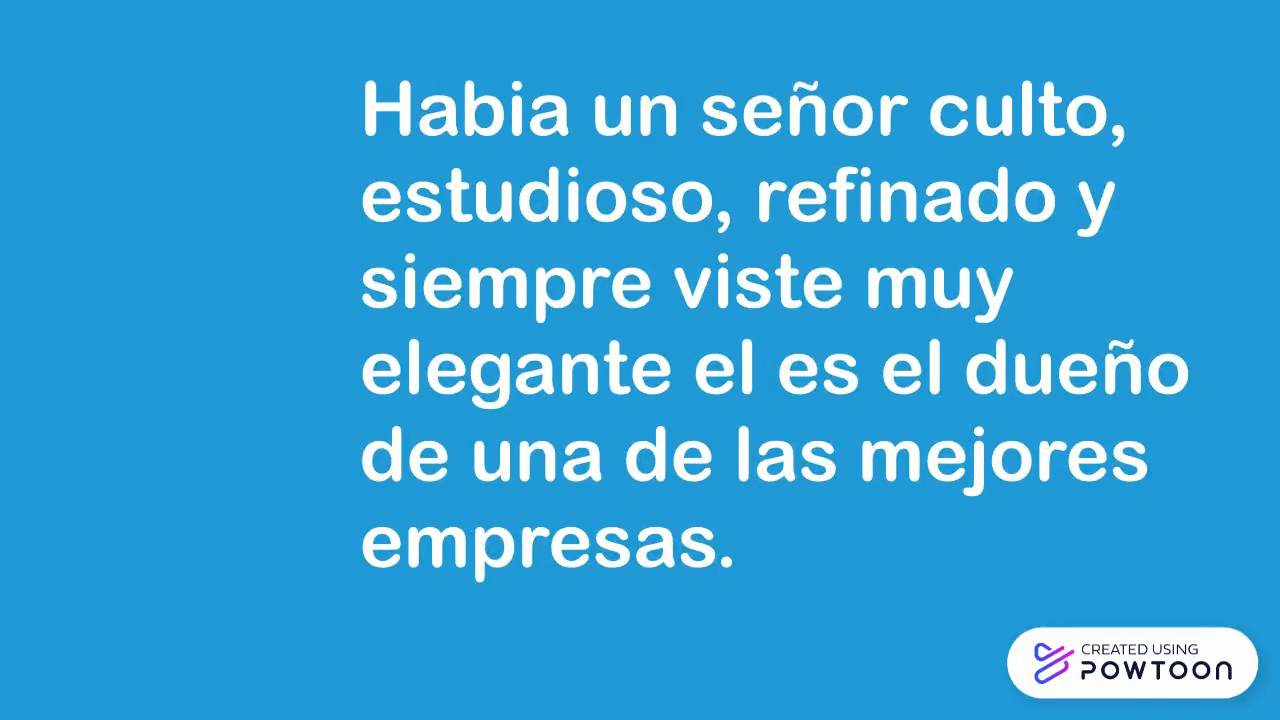 Habia un señor culto,
estudioso, refinado y
siempre viste muy
elegante el es el dueño
de una de las mejores
empresas.
CREATED USING
POWTOON